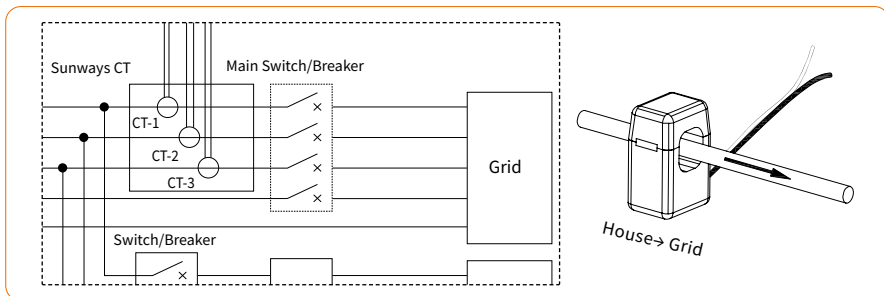 Sunways CT
Main Switch/Breaker
CT-1
CT-2
CT-3
Grid
Switch/Breaker
House→ Grid